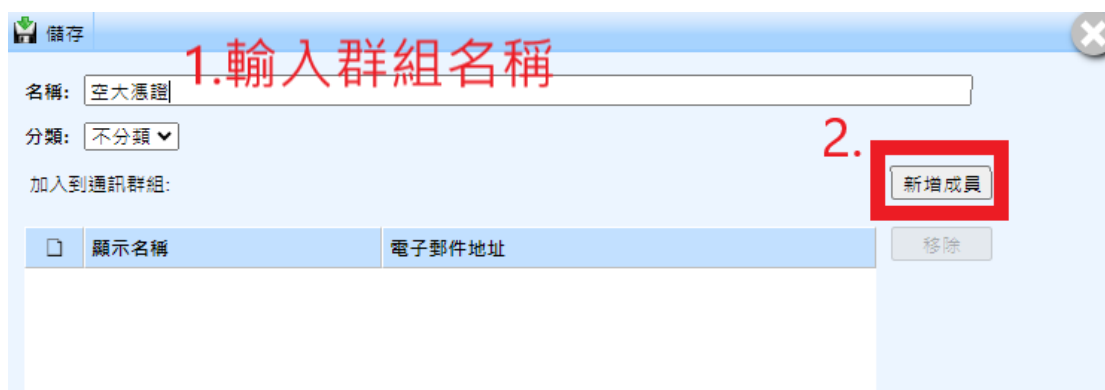 儲存
1.輸入群組名稱
名稱: 空大憑證
分類: 不分類
2.
加入到通訊群組: 新增成員
顯示名稱 電子郵件地址 移除